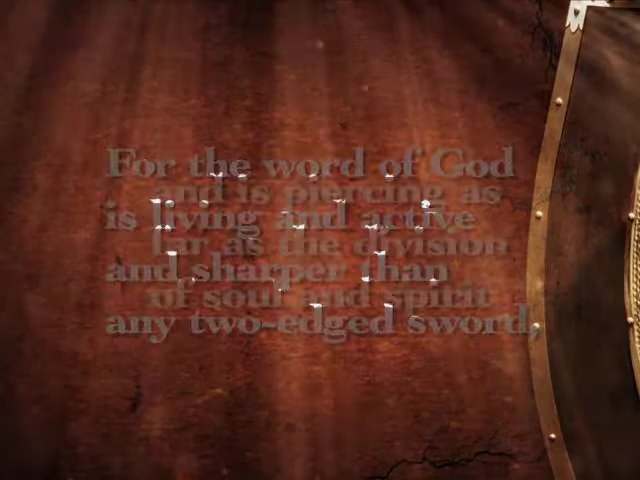 For the word of God
and is piercing as
is living and active
far as the division
and sharper than
of soul and spirit
any two-edged sword,